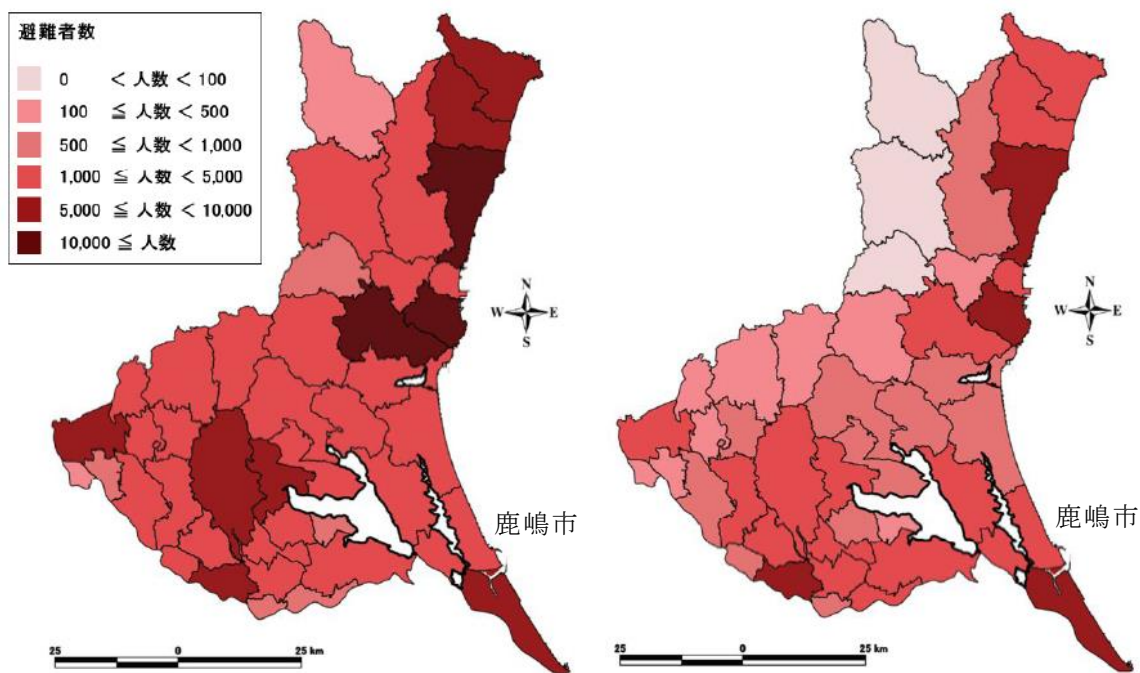 避難者数
0 < 人数 < 100
100 ≦ 人数 < 500
500 ≦ 人数 < 1,000
1,000 ≦ 人数 < 5,000
5,000 ≦ 人数 < 10,000
10,000 ≦ 人数
N
W E
S
鹿嶋市
25 0 25 km
N
W E
S
鹿嶋市
25 0 25 km